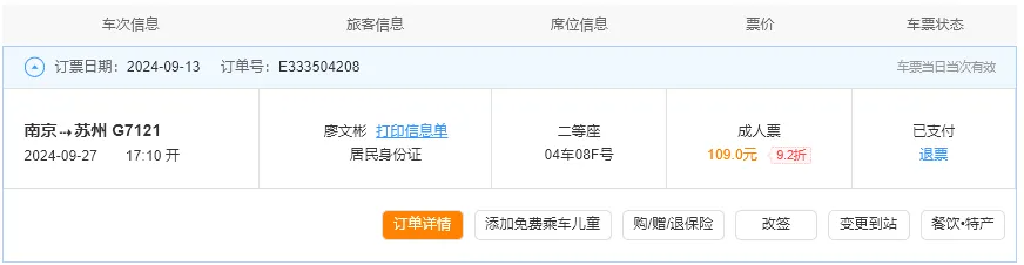 车次信息 旅客信息 席位信息 票价 车票状态
订票日期：2024-09-13 订单号：E333504208 车票当日当次有效
南京→苏州 G7121 廖文彬 打印信息单 二等座 成人票 已支付
2024-09-27 17:10 开 居民身份证 04车08F号 109.0元 9.2折 退票
订单详情 添加免费乘车儿童 购/赠/退保险 改签 变更到站 餐饮•特产